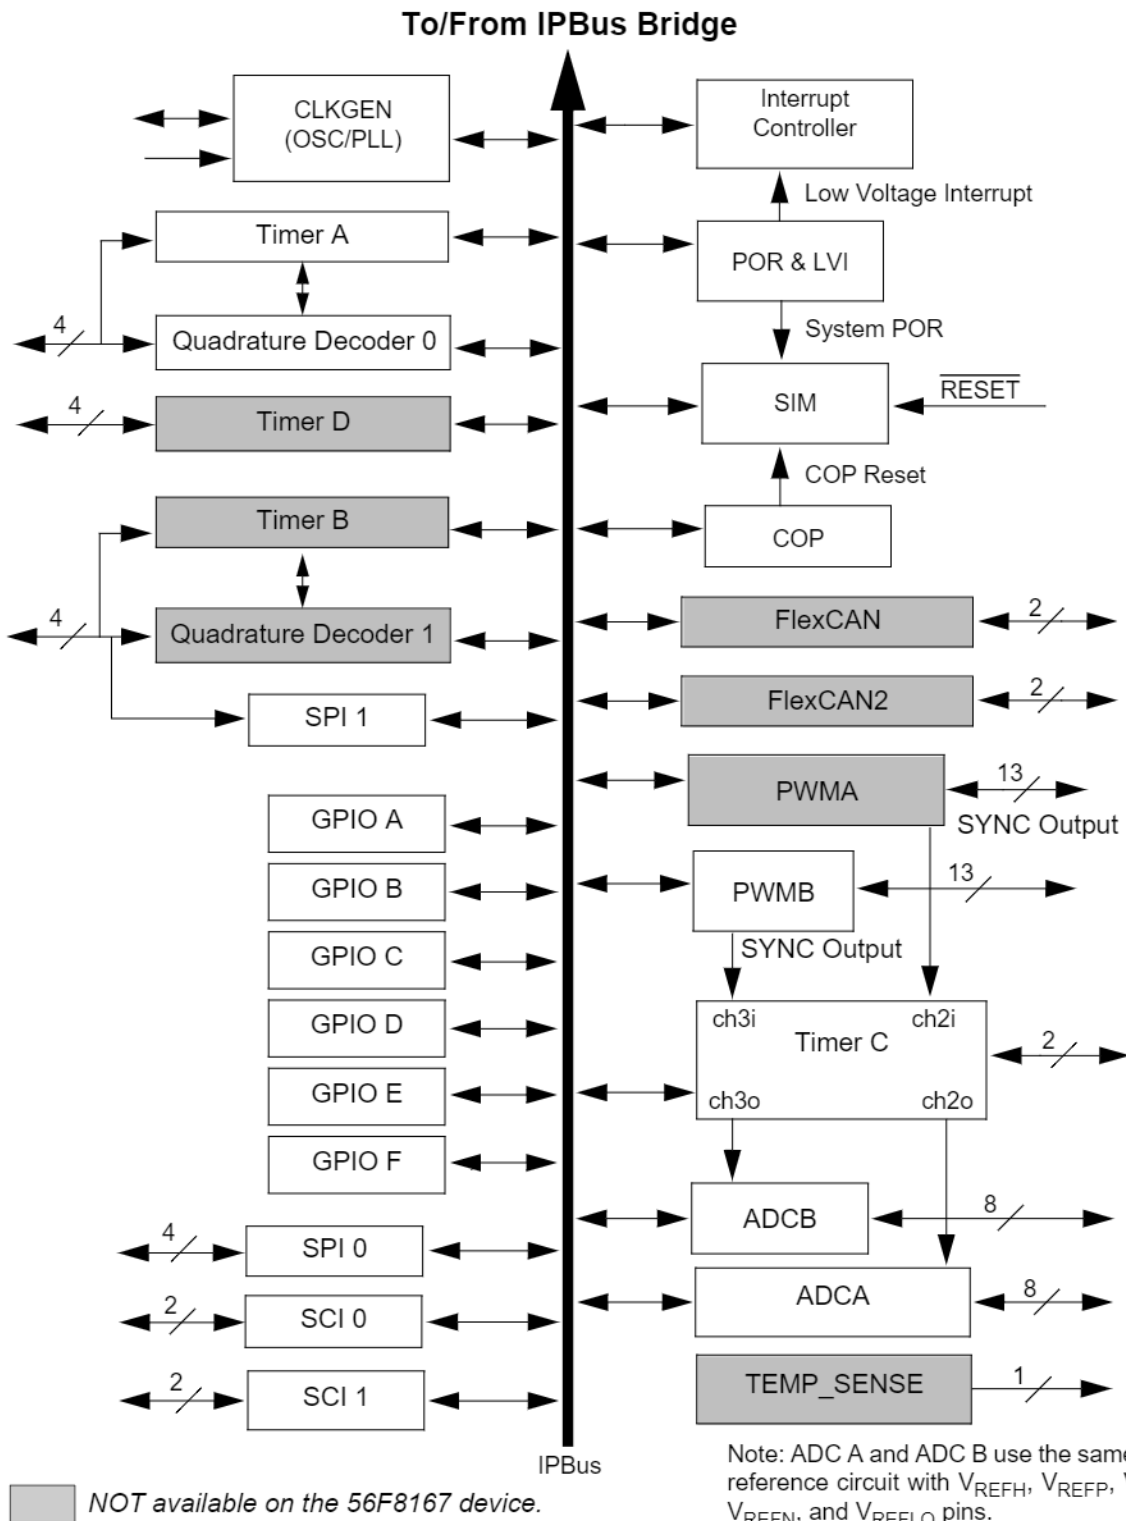 To/From IPBus Bridge
CLKGEN
(OSC/PLL)
Interrupt
Controller
Low Voltage Interrupt
Timer A
POR & LVI
4
Quadrature Decoder 0
System POR
SIM
RESET
4
Timer D
COP Reset
Timer B
COP
4
Quadrature Decoder 1
FlexCAN
2
SPI 1
FlexCAN2
2
PWMA
13
SYNC Output
GPIO A
GPIO B
PWMB
13
SYNC Output
GPIO C
GPIO D
ch3i
ch2i
Timer C
2
GPIO E
ch3o
ch2o
GPIO F
ADCB
8
4
SPI 0
ADCA
8
2
SCI 0
TEMP_SENSE
1
2
SCI 1
IPBus
Note: ADC A and ADC B use the same
reference circuit with VREFH, VREFP, V
VREFN, and VREFLO pins.
NOT available on the 56F8167 device.